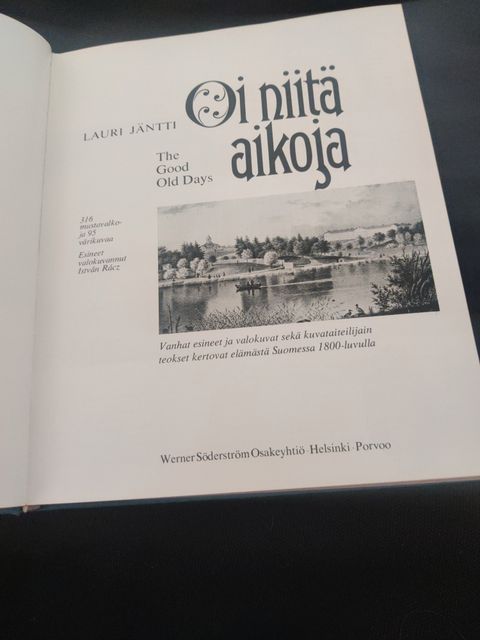 LAURI JÄNTTI
Oi niitä
aikoja
The
Good
Old Days
316
mustavalko-
ja 95
värikuvaa
Esineet
valokuvannut
István Rácz
Vanhat esineet ja valokuvat sekä kuvataiteilijain
teokset kertovat elämästä Suomessa 1800-luvulla
Werner Söderström Osakeyhtiö · Helsinki · Porvoo